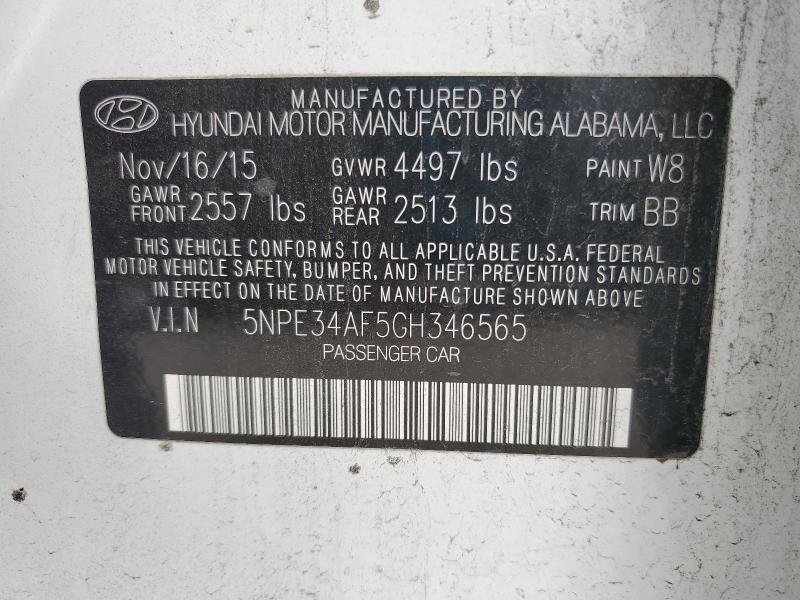 MANUFACTURED BY
HYUNDAI MOTOR MANUFACTURING ALABAMA, LLC
Nov/16/15 GVWR 4497 lbs PAINT W8
GAWR FRONT 2557 lbs GAWR REAR 2513 lbs TRIM BB
THIS VEHICLE CONFORMS TO ALL APPLICABLE U.S.A. FEDERAL
MOTOR VEHICLE SAFETY, BUMPER, AND THEFT PREVENTION STANDARDS
IN EFFECT ON THE DATE OF MANUFACTURE SHOWN ABOVE
V.I.N 5NPE34AF5GH346565
PASSENGER CAR